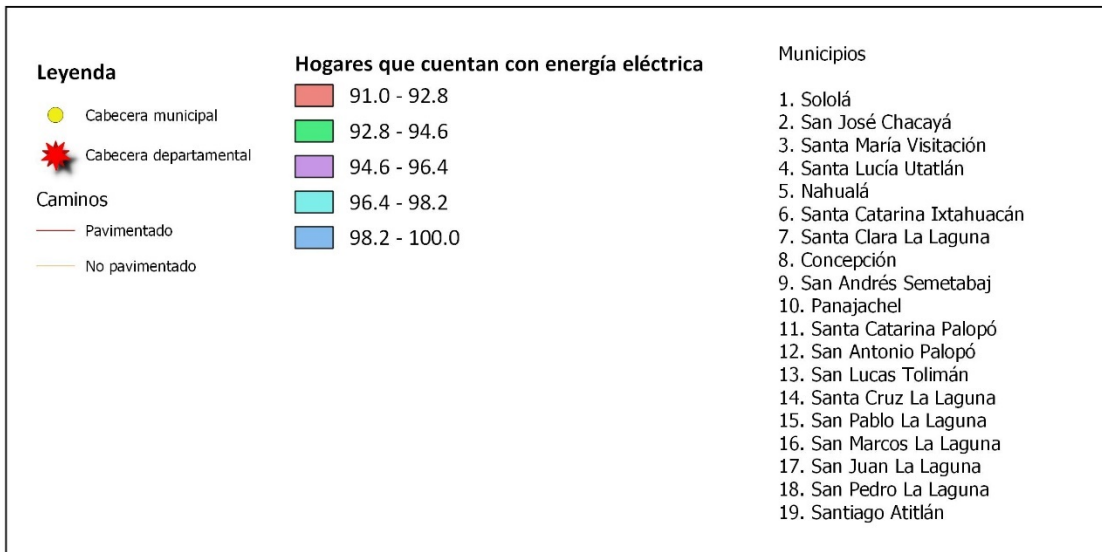 Leyenda
Cabecera municipal
Cabecera departamental
Caminos
Pavimentado
No pavimentado
Hogares que cuentan con energía eléctrica
91.0 - 92.8
92.8 - 94.6
94.6 - 96.4
96.4 - 98.2
98.2 - 100.0
Municipios
1. Sololá
2. San José Chacayá
3. Santa María Visitación
4. Santa Lucía Utatlán
5. Nahualá
6. Santa Catarina Ixtahuacán
7. Santa Clara La Laguna
8. Concepción
9. San Andrés Semetabaj
10. Panajachel
11. Santa Catarina Palopó
12. San Antonio Palopó
13. San Lucas Tolimán
14. Santa Cruz La Laguna
15. San Pablo La Laguna
16. San Marcos La Laguna
17. San Juan La Laguna
18. San Pedro La Laguna
19. Santiago Atitlán